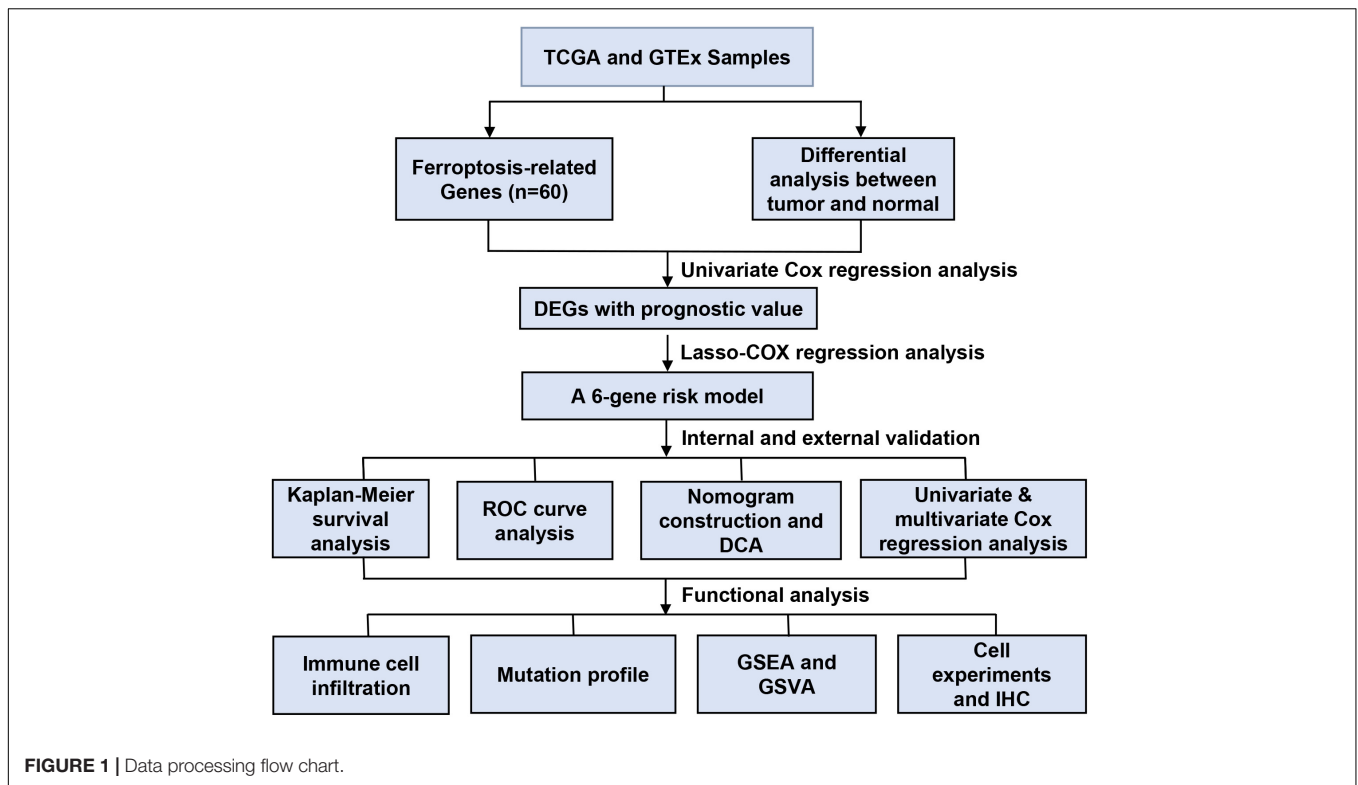 TCGA and GTEx Samples
Ferroptosis-related
Genes (n=60)
Differential
analysis between
tumor and normal
Univariate Cox regression analysis
DEGs with prognostic value
Lasso-COX regression analysis
A 6-gene risk model
Internal and external validation
Kaplan-Meier
survival
analysis
ROC curve
analysis
Nomogram
construction and
DCA
Univariate &
multivariate Cox
regression analysis
Functional analysis
Immune cell
infiltration
Mutation profile
GSEA and
GSVA
Cell
experiments
and IHC
FIGURE 1 | Data processing flow chart.